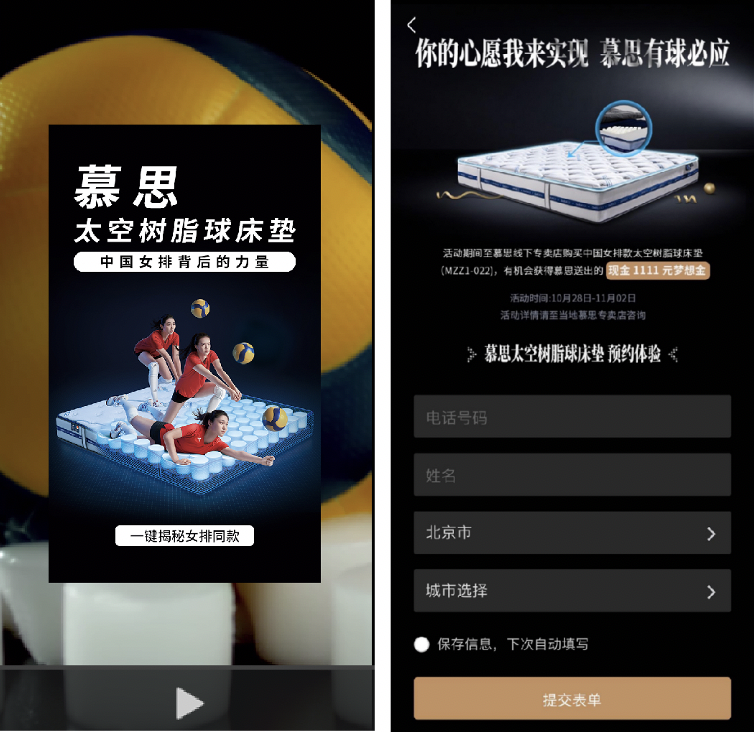 慕思
太空树脂球床垫
中国女排背后的力量
一键揭秘女排同款
你的心愿我来实现 慕思有球必应
活动期间至慕思线下专卖店购买中国女排款太空树脂球床垫
(MZZ1-022)，有机会获得慕思送出的 现金 1111 元梦想金
活动时间:10月28日-11月02日
活动详情请至当地慕思专卖店咨询
慕思太空树脂球床垫 预约体验
电话号码
姓名
北京市
城市选择
保存信息，下次自动填写
提交表单